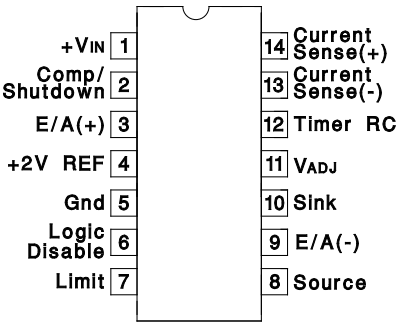 +VIN 1
Comp/
Shutdown 2
E/A(+) 3
+2V REF 4
Gnd 5
Logic
Disable 6
Limit 7
14 Current
Sense(+)
13 Current
Sense(-)
12 Timer RC
11 VADJ
10 Sink
9 E/A(-)
8 Source